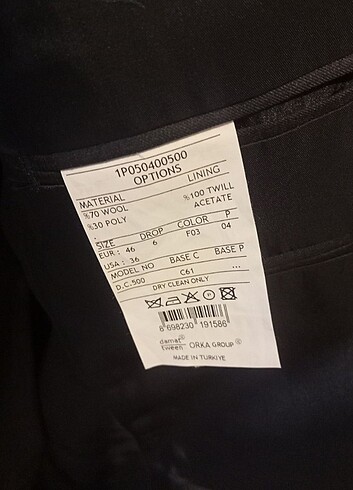 1P050400500
OPTIONS
MATERIAL LINING
%70 WOOL %100 TWILL
%30 POLY ACETATE
.
SIZE DROP COLOR P
EUR : 46 6 F03 04
USA : 36
MODEL NO BASE C BASE P
D.C.500 C61 ...
DRY CLEAN ONLY
8 698230 191586
damat
tween ORKA GROUP®
MADE IN TURKIYE